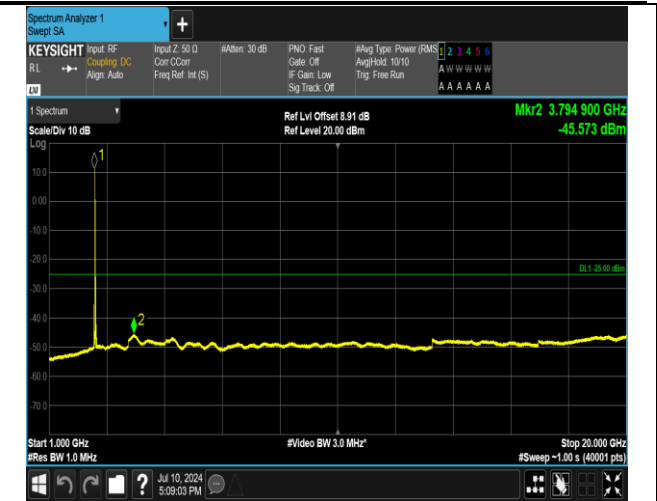 Spectrum Analyzer 1
Swept SA
+
KEYSIGHT
RL
LXI
Input: RF
Coupling: DC
Align: Auto
Input Z: 50 Ω
Corr CCorr
Freq Ref: Int (S)
#Atten: 30 dB
PNO: Fast
Gate: Off
IF Gain: Low
Sig Track: Off
#Avg Type: Power (RMS
Avg|Hold: 10/10
Trig: Free Run
1 2 3 4 5 6
A W W W W W
A A A A A A
1 Spectrum
Scale/Div 10 dB
Log
Ref Lvl Offset 8.91 dB
Ref Level 20.00 dBm
Mkr2 3.794 900 GHz
-45.573 dBm
1
10.0
0.00
-10.0
-20.0
DL1 -25.00 dBm
-30.0
-40.0
2
-50.0
-60.0
-70.0
Start 1.000 GHz
#Video BW 3.0 MHz*
Stop 20.000 GHz
#Res BW 1.0 MHz
#Sweep ~1.00 s (40001 pts)
?
Jul 10, 2024
5:09:03 PM